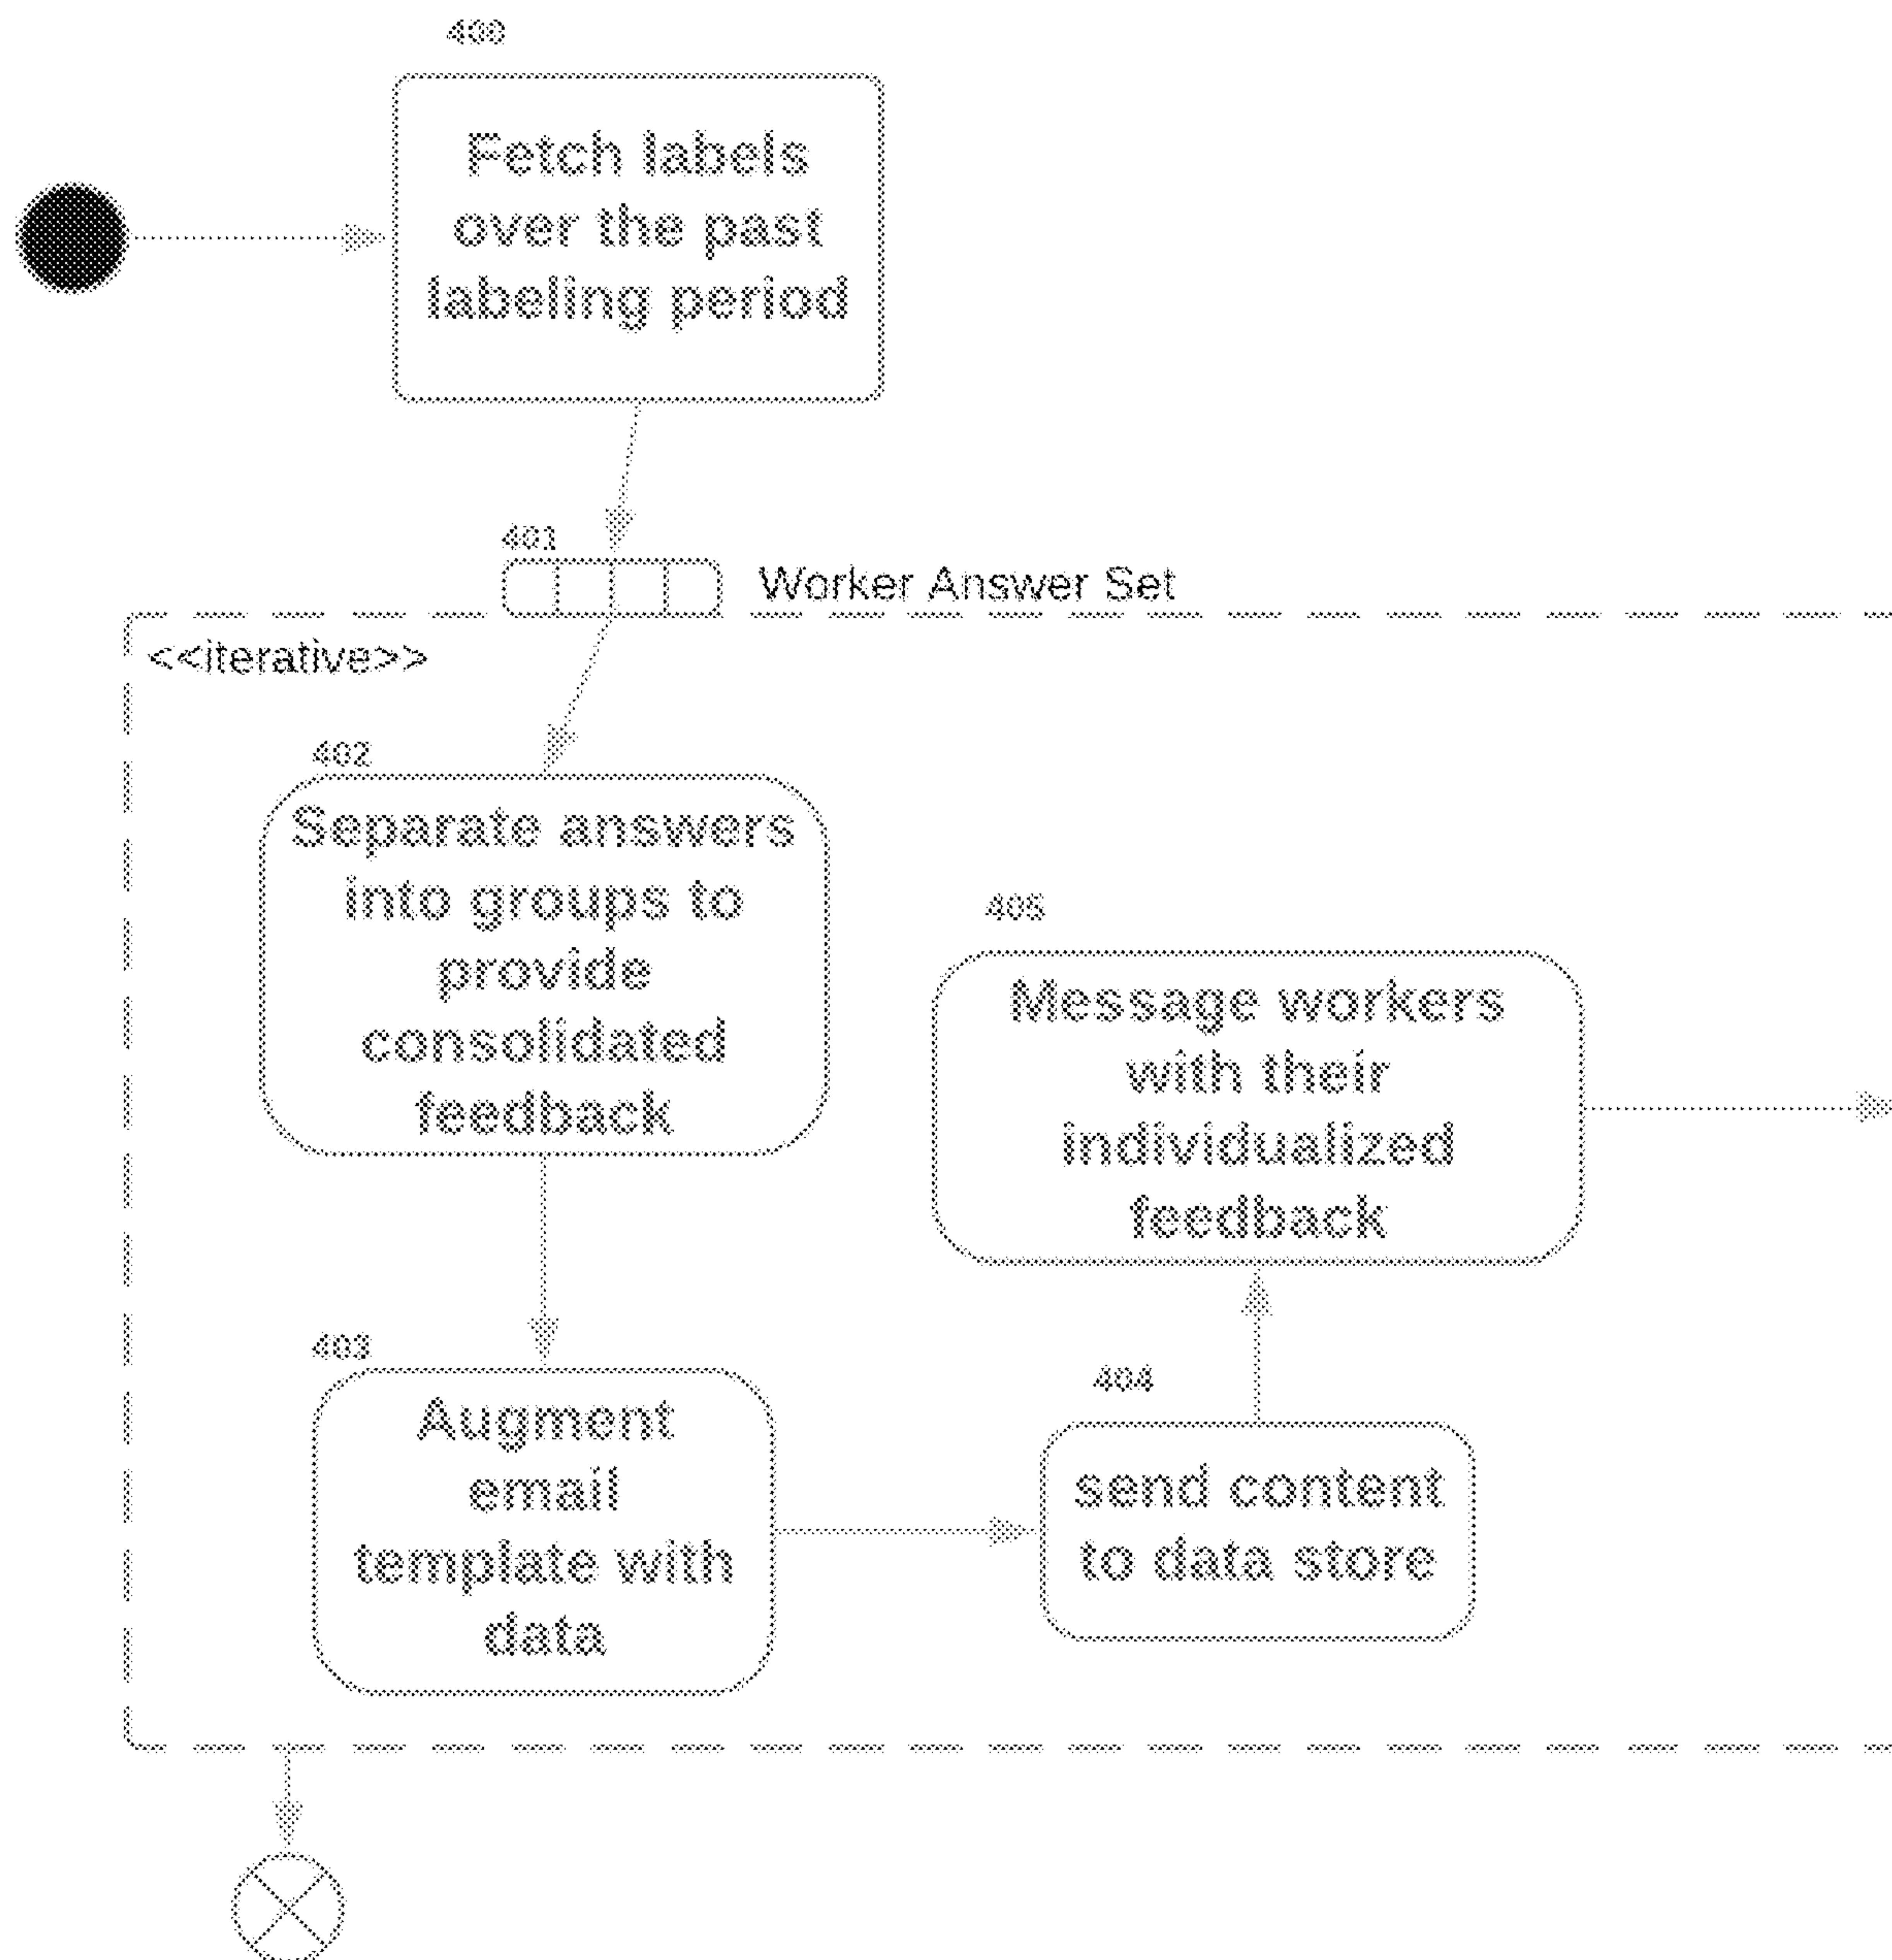 400
Fetch labels
over the past
labeling period
401
Worker Answer Set
<<iterative>>
402
Separate answers
into groups to
provide
consolidated
feedback
403
Augment
email
template with
data
404
send content
to data store
405
Message workers
with their
individualized
feedback